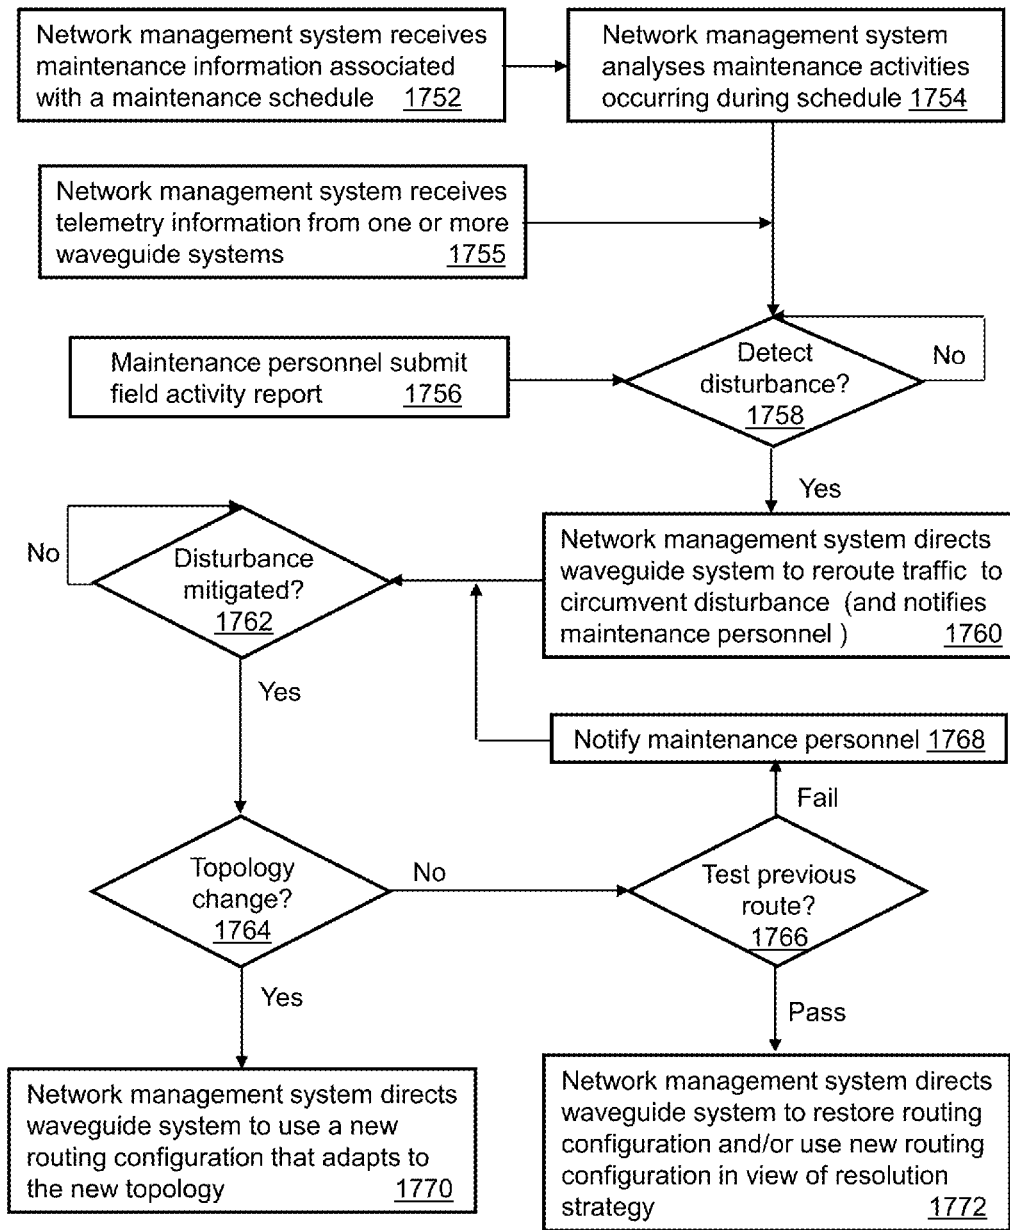 Network management system receives
maintenance information associated
with a maintenance schedule 1752
Network management system
analyses maintenance activities
occurring during schedule 1754
Network management system receives
telemetry information from one or more
waveguide systems 1755
Maintenance personnel submit
field activity report 1756
Detect
disturbance?
1758
No
Yes
Network management system directs
waveguide system to reroute traffic to
circumvent disturbance (and notifies
maintenance personnel ) 1760
Disturbance
mitigated?
1762
No
Yes
Notify maintenance personnel 1768
Fail
Topology
change?
1764
No
Test previous
route?
1766
Yes
Pass
Network management system directs
waveguide system to use a new
routing configuration that adapts to
the new topology 1770
Network management system directs
waveguide system to restore routing
configuration and/or use new routing
configuration in view of resolution
strategy 1772